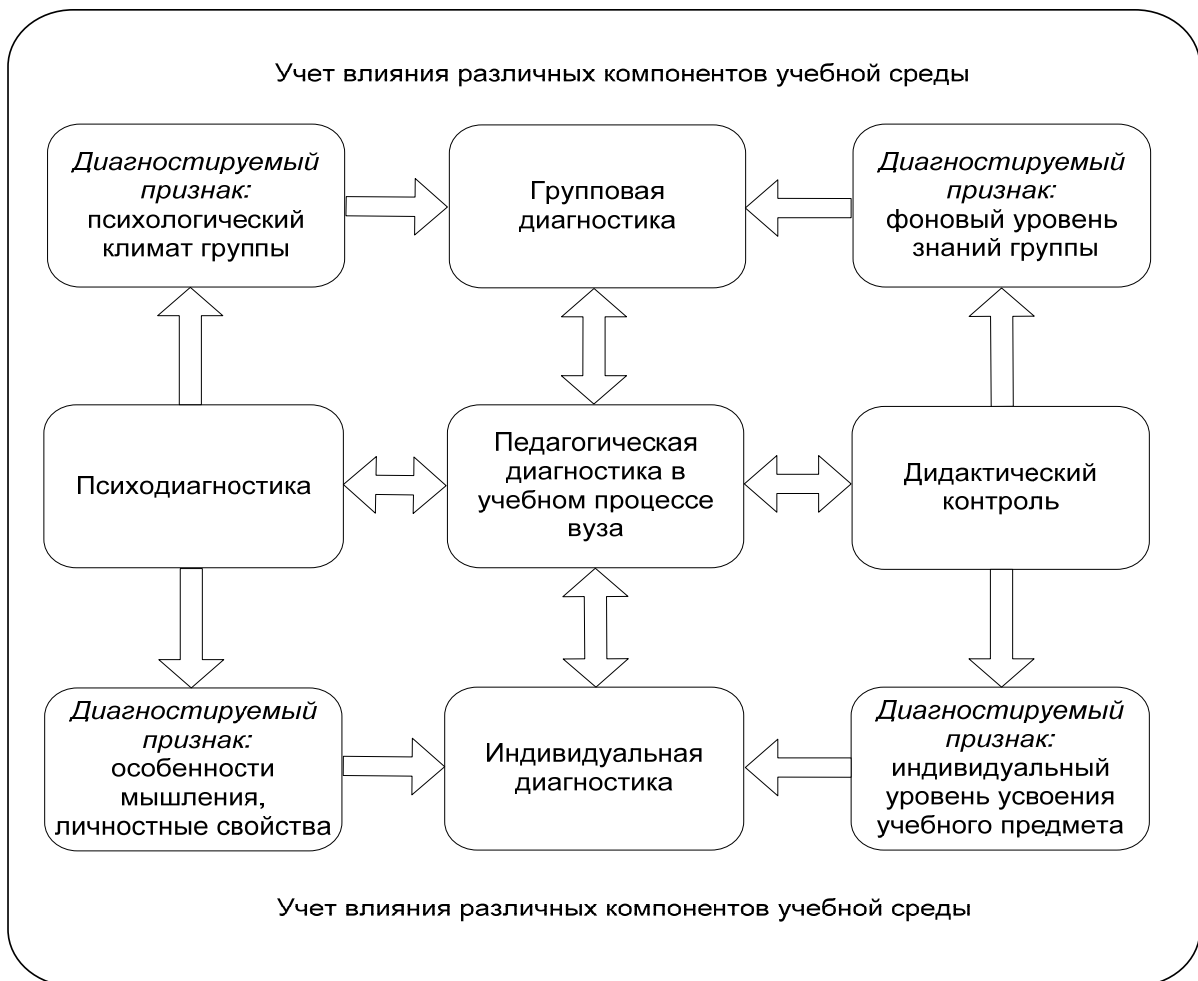 Учет влияния различных компонентов учебной среды
Диагностируемый
признак:
психологический
климат группы
Групповая
диагностика
Диагностируемый
признак:
фоновый уровень
знаний группы
Психодиагностика
Педагогическая
диагностика в
учебном процессе
вуза
Дидактический
контроль
Диагностируемый
признак:
особенности
мышления,
личностные свойства
Индивидуальная
диагностика
Диагностируемый
признак:
индивидуальный
уровень усвоения
учебного предмета
Учет влияния различных компонентов учебной среды